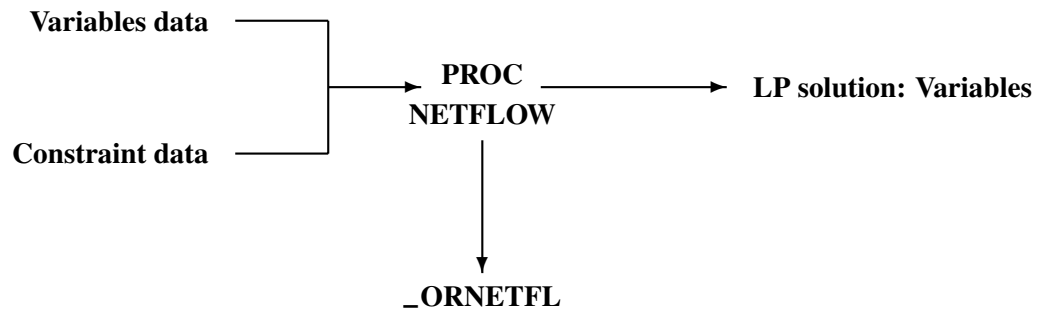 Variables data
PROC
NETFLOW
LP solution: Variables
Constraint data
_ORNETFL